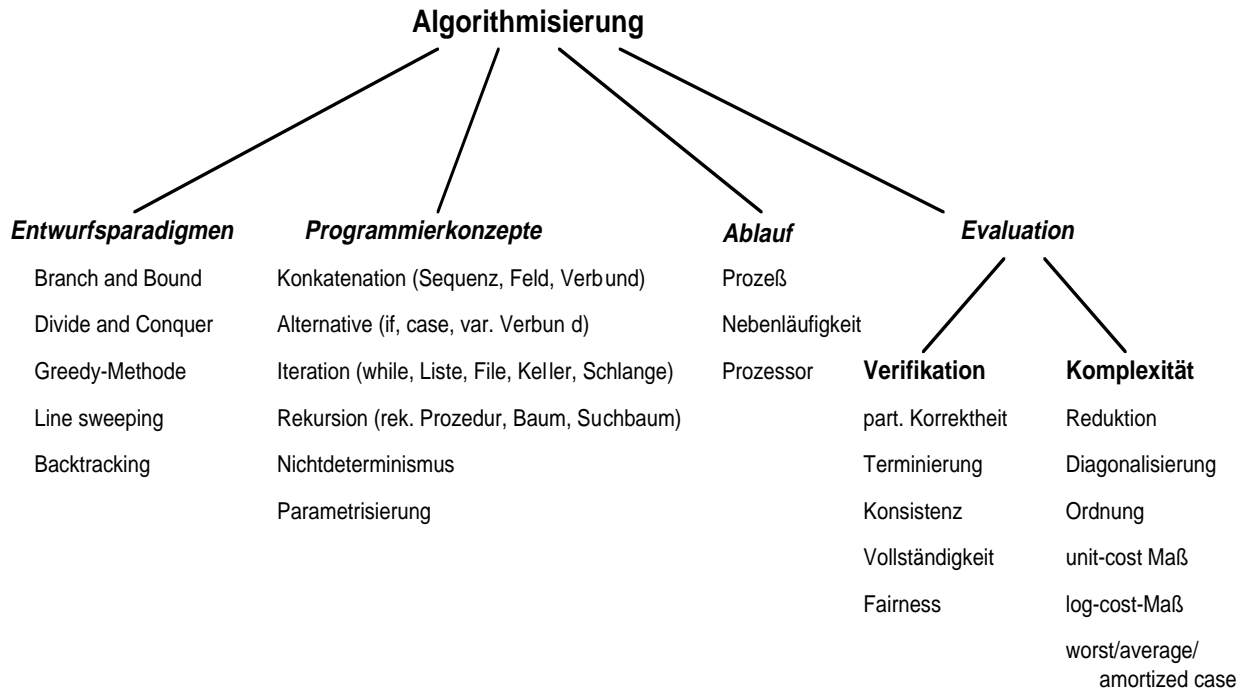 Algorithmisierung
Entwurfsparadigmen
Branch and Bound
Divide and Conquer
Greedy-Methode
Line sweeping
Backtracking
Programmierkonzepte
Konkatenation (Sequenz, Feld, Verbund)
Alternative (if, case, var. Verbun d)
Iteration (while, Liste, File, Keller, Schlange)
Rekursion (rek. Prozedur, Baum, Suchbaum)
Nichtdeterminismus
Parametrisierung
Ablauf
Prozeß
Nebenläufigkeit
Prozessor
Evaluation
Verifikation
part. Korrektheit
Terminierung
Konsistenz
Vollständigkeit
Fairness
Komplexität
Reduktion
Diagonalisierung
Ordnung
unit-cost Maß
log-cost-Maß
worst/average/
amortized case